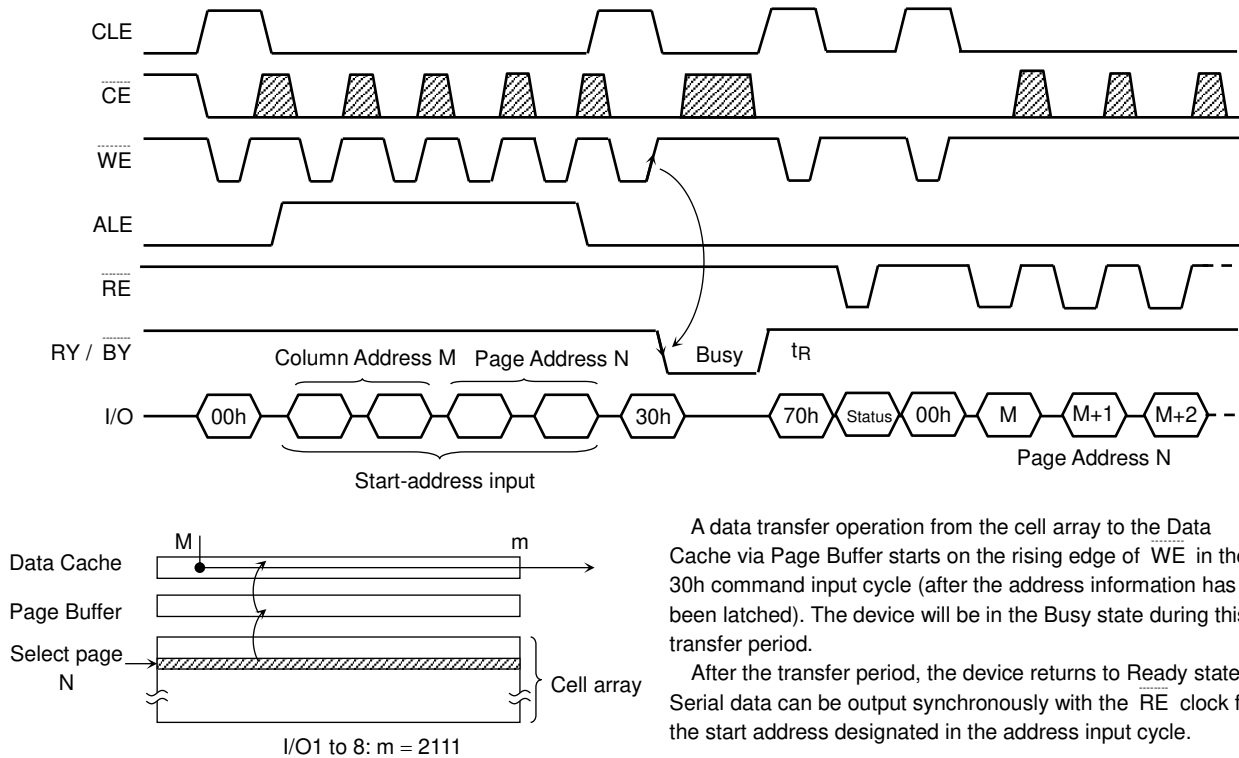 CLE
CE
WE
ALE
RE
RY / BY
Column Address M Page Address N
Busy tR
I/O 00h 30h 70h Status 00h M M+1 M+2
Start-address input
Page Address N
M m
Data Cache
Page Buffer
Select page
N
Cell array
I/O1 to 8: m = 2111
A data transfer operation from the cell array to the Data
Cache via Page Buffer starts on the rising edge of WE in the
30h command input cycle (after the address information has
been latched). The device will be in the Busy state during this
transfer period.
After the transfer period, the device returns to Ready state
Serial data can be output synchronously with the RE clock f
the start address designated in the address input cycle.